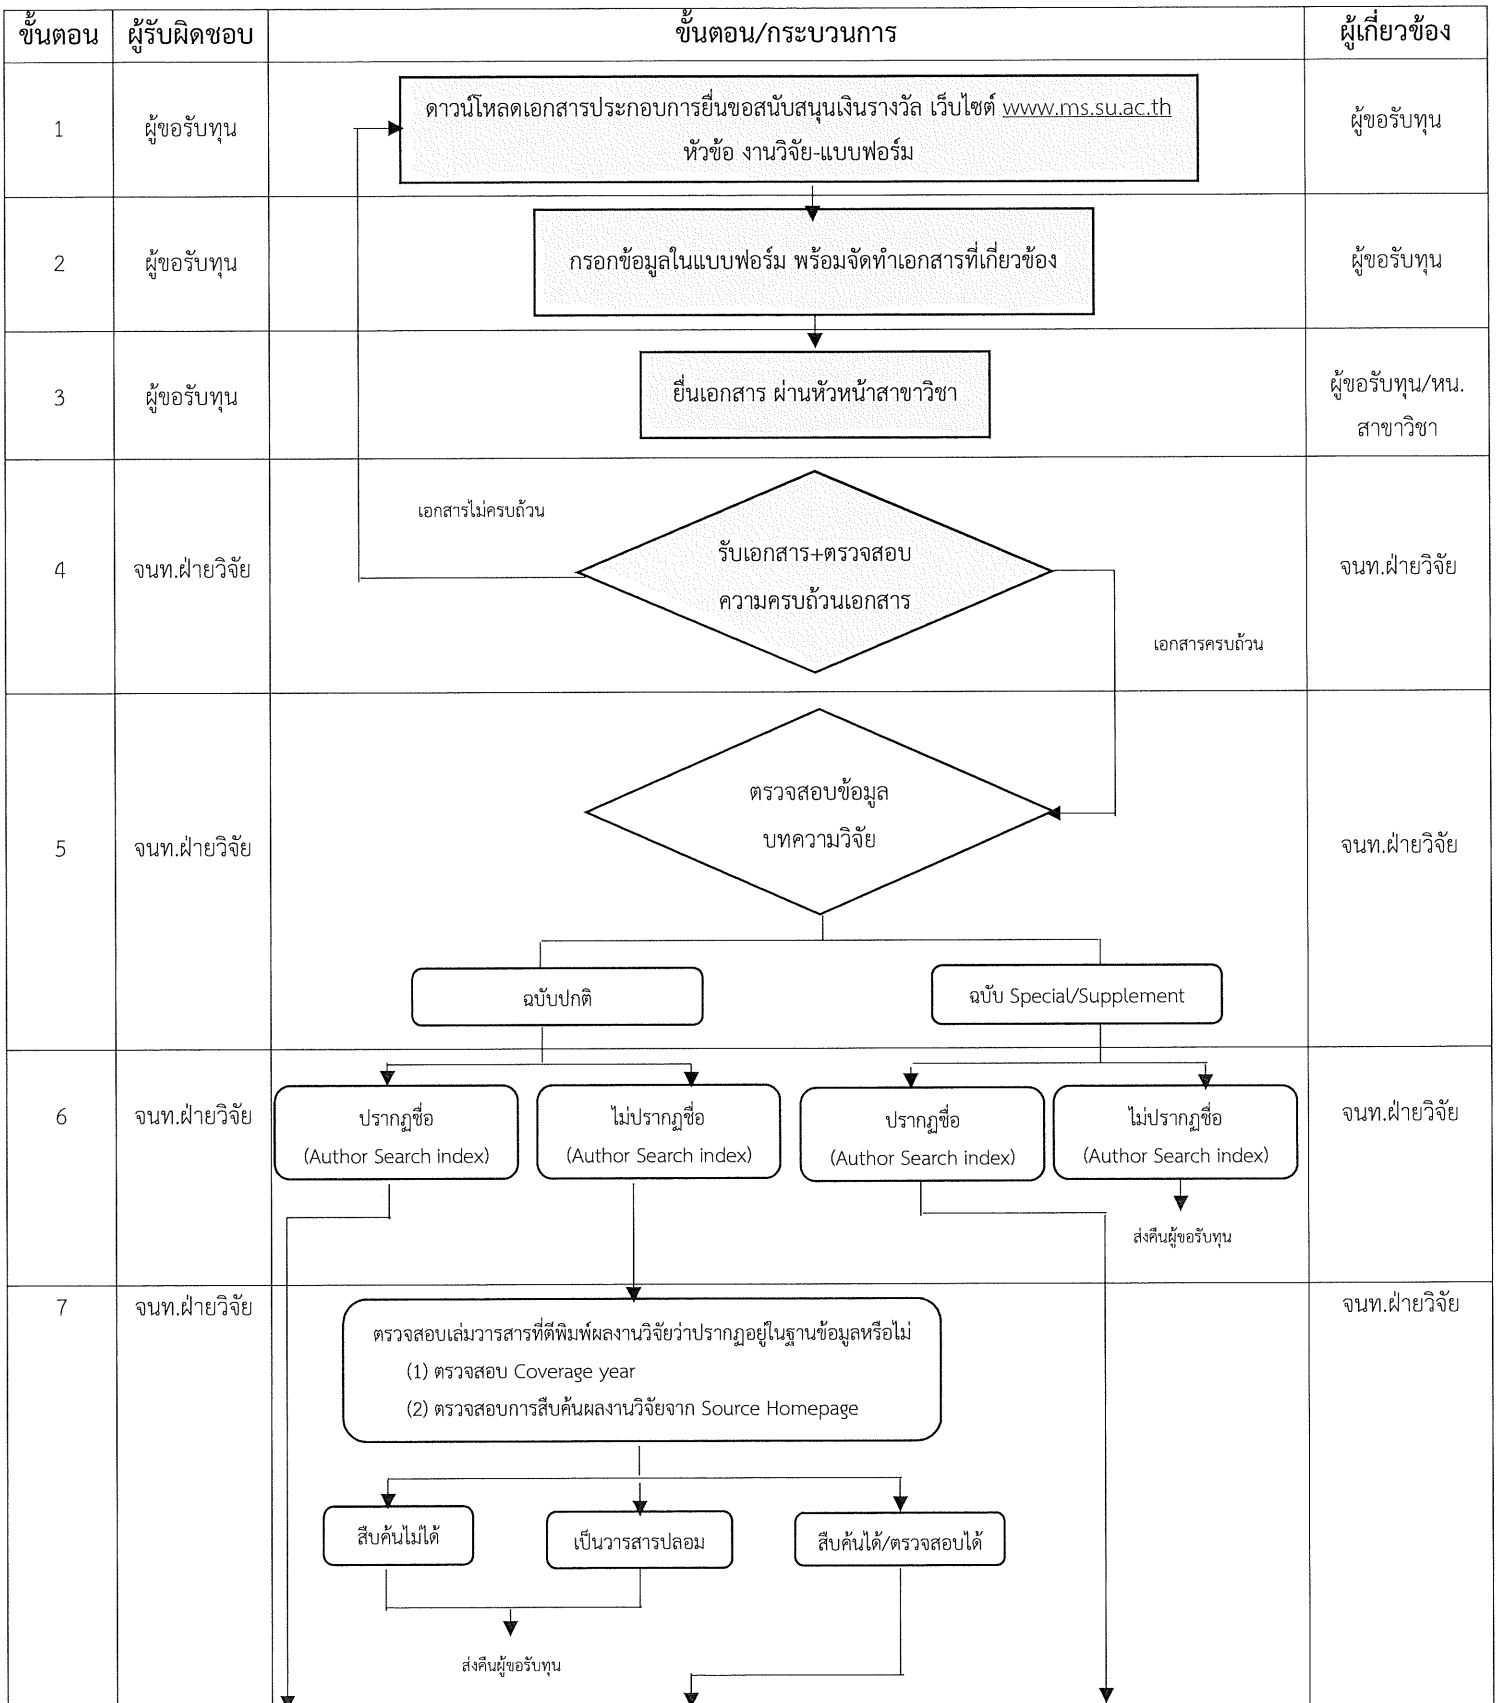 ขั้นตอน ผู้รับผิดชอบ ขั้นตอน/กระบวนการ ผู้เกี่ยวข้อง
1 ผู้ขอรับทุน ดาวน์โหลดเอกสารประกอบการยื่นขอสนับสนุนเงินรางวัล เว็บไซต์ www.ms.su.ac.th ผู้ขอรับทุน
หัวข้อ งานวิจัย-แบบฟอร์ม
2 ผู้ขอรับทุน กรอกข้อมูลในแบบฟอร์ม พร้อมจัดทำเอกสารที่เกี่ยวข้อง ผู้ขอรับทุน
3 ผู้ขอรับทุน ยื่นเอกสาร ผ่านหัวหน้าสาขาวิชา ผู้ขอรับทุน/หน.
สาขาวิชา
เอกสารไม่ครบถ้วน
4 จนท.ฝ่ายวิจัย รับเอกสาร+ตรวจสอบ จนท.ฝ่ายวิจัย
ความครบถ้วนเอกสาร
เอกสารครบถ้วน
5 จนท.ฝ่ายวิจัย ตรวจสอบข้อมูล จนท.ฝ่ายวิจัย
บทความวิจัย
ฉบับปกติ ฉบับ Special/Supplement
6 จนท.ฝ่ายวิจัย ปรากฏชื่อ ไม่ปรากฏชื่อ ปรากฏชื่อ ไม่ปรากฏชื่อ จนท.ฝ่ายวิจัย
(Author Search index) (Author Search index) (Author Search index) (Author Search index)
ส่งคืนผู้ขอรับทุน
7 จนท.ฝ่ายวิจัย ตรวจสอบเล่มวารสารที่ตีพิมพ์ผลงานวิจัยว่าปรากฏอยู่ในฐานข้อมูลหรือไม่ จนท.ฝ่ายวิจัย
(1) ตรวจสอบ Coverage year
(2) ตรวจสอบการสืบค้นผลงานวิจัยจาก Source Homepage
สืบค้นไม่ได้ เป็นวารสารปลอม สืบค้นได้/ตรวจสอบได้
ส่งคืนผู้ขอรับทุน